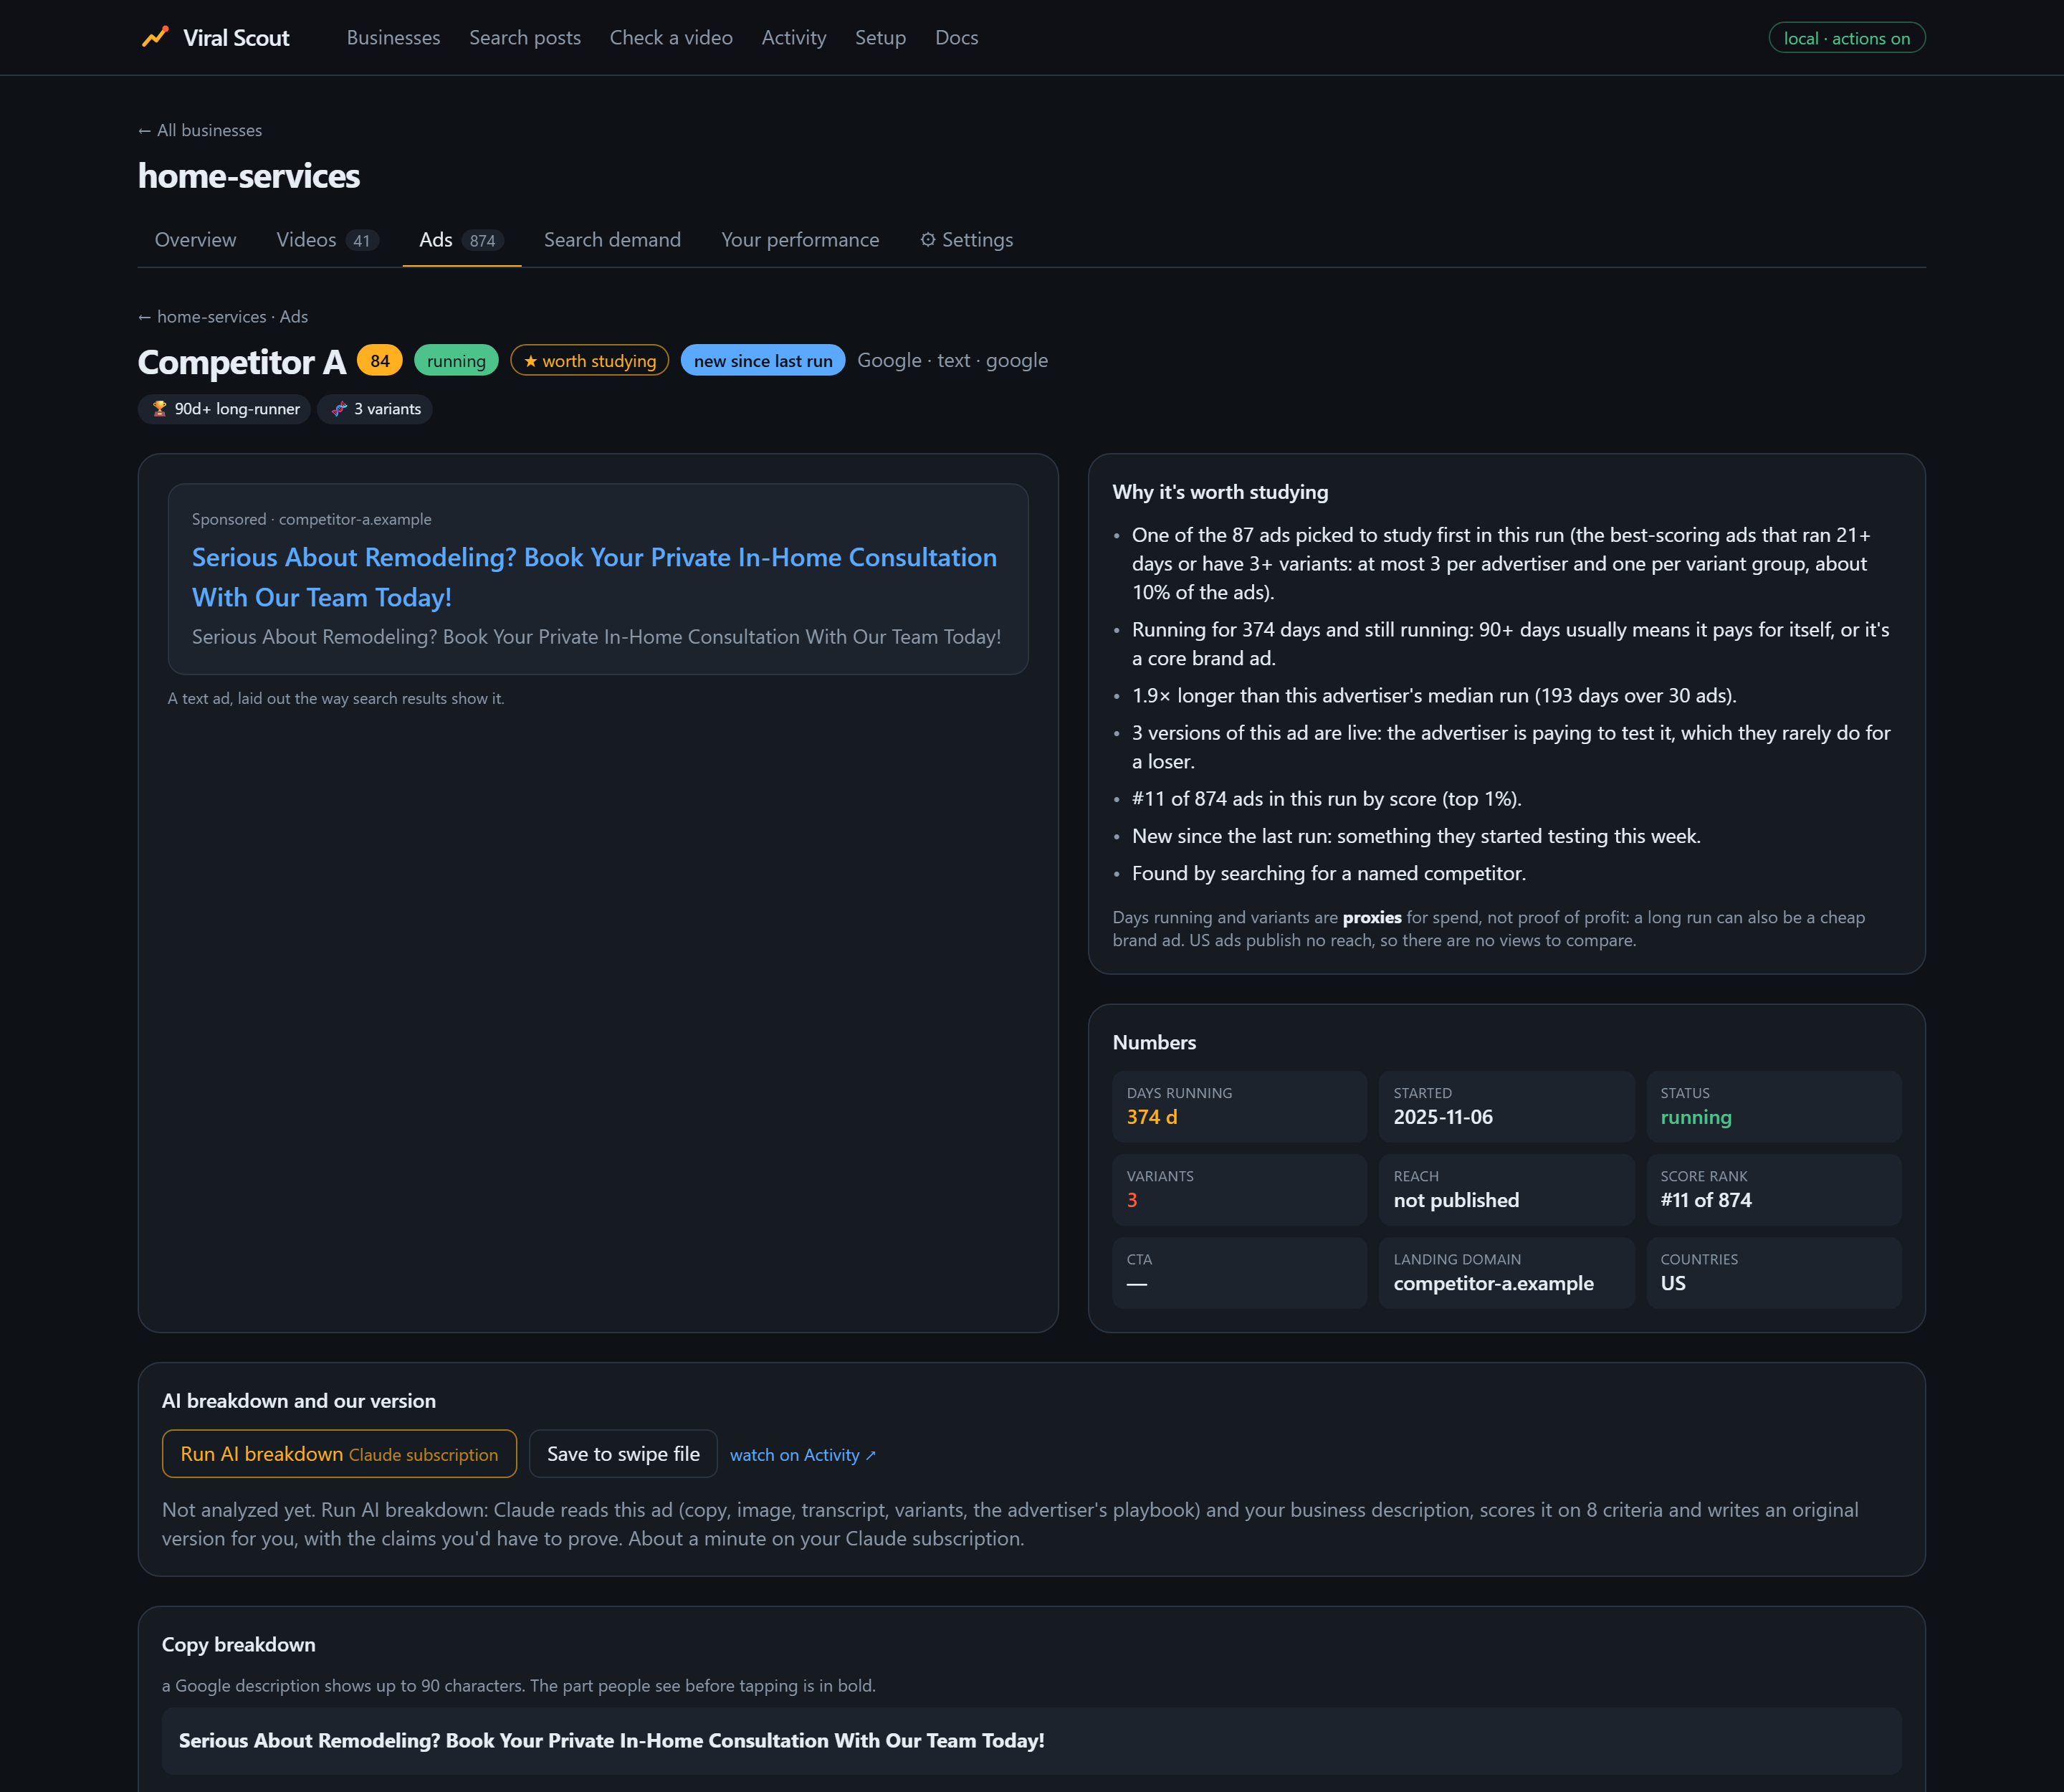 Viral Scout
Businesses
Search posts
Check a video
Activity
Setup
Docs
local · actions on
← All businesses
home-services
Overview
Videos 41
Ads 874
Search demand
Your performance
⚙ Settings
← home-services · Ads
Competitor A 84 running ★ worth studying new since last run Google · text · google
🏆 90d+ long-runner
🧬 3 variants
Sponsored · competitor-a.example
Serious About Remodeling? Book Your Private In-Home Consultation
With Our Team Today!
Serious About Remodeling? Book Your Private In-Home Consultation With Our Team Today!
A text ad, laid out the way search results show it.
Why it's worth studying
• One of the 87 ads picked to study first in this run (the best-scoring ads that ran 21+
days or have 3+ variants: at most 3 per advertiser and one per variant group, about
10% of the ads).
• Running for 374 days and still running: 90+ days usually means it pays for itself, or it's
a core brand ad.
• 1.9× longer than this advertiser's median run (193 days over 30 ads).
• 3 versions of this ad are live: the advertiser is paying to test it, which they rarely do for
a loser.
• #11 of 874 ads in this run by score (top 1%).
• New since the last run: something they started testing this week.
• Found by searching for a named competitor.
Days running and variants are proxies for spend, not proof of profit: a long run can also be a cheap
brand ad. US ads publish no reach, so there are no views to compare.
Numbers
DAYS RUNNING
374 d
STARTED
2025-11-06
STATUS
running
VARIANTS
3
REACH
not published
SCORE RANK
#11 of 874
CTA
—
LANDING DOMAIN
competitor-a.example
COUNTRIES
US
AI breakdown and our version
Run AI breakdown Claude subscription
Save to swipe file
watch on Activity ↗
Not analyzed yet. Run AI breakdown: Claude reads this ad (copy, image, transcript, variants, the advertiser's playbook) and your business description, scores it on 8 criteria and writes an original
version for you, with the claims you'd have to prove. About a minute on your Claude subscription.
Copy breakdown
a Google description shows up to 90 characters. The part people see before tapping is in bold.
Serious About Remodeling? Book Your Private In-Home Consultation With Our Team Today!